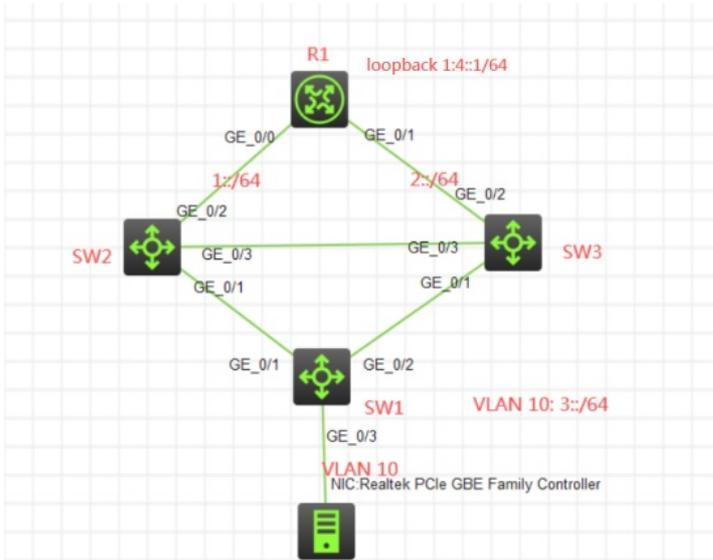 R1
loopback 1:4::1/64
GE_0/0
GE_0/1
1::/64
2::/64
GE_0/2
GE_0/2
SW2
GE_0/3
GE_0/3
SW3
GE_0/1
GE_0/1
GE_0/1
GE_0/2
SW1
VLAN 10: 3::/64
GE_0/3
VLAN 10
NIC:Realtek PCIe GBE Family Controller